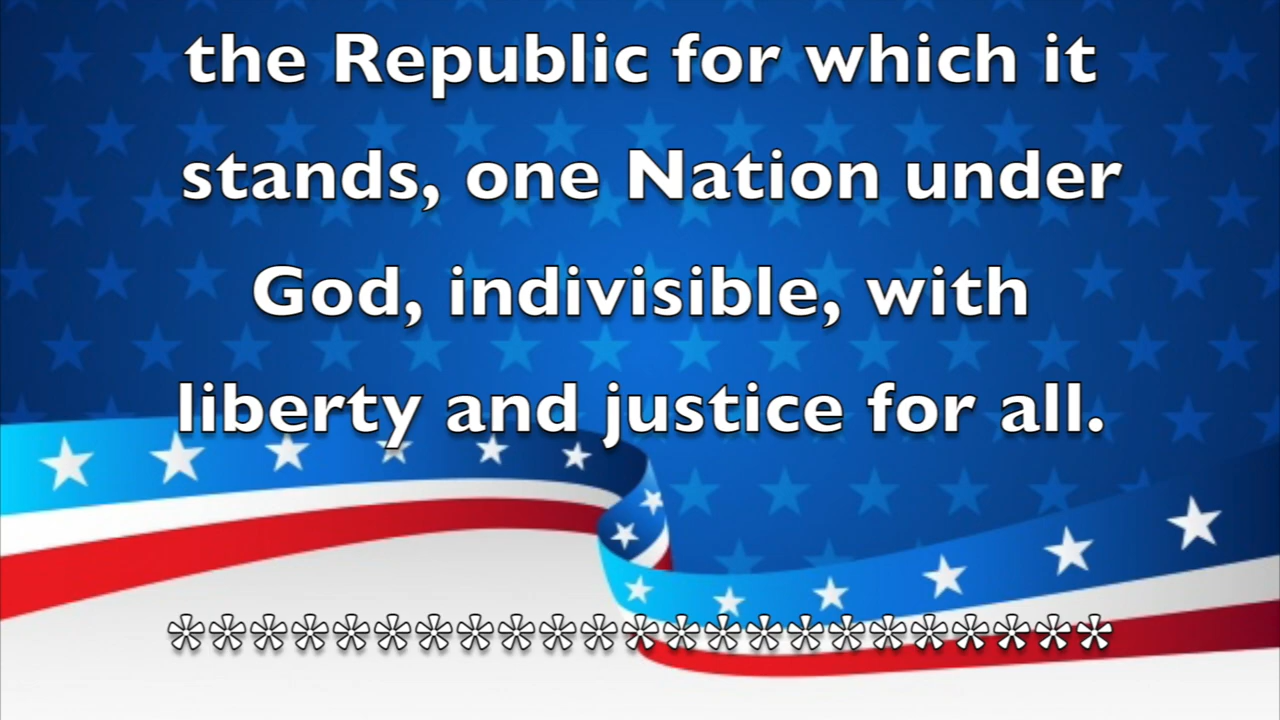 the Republic for which it
stands, one Nation under
God, indivisible, with
liberty and justice for all.
***********************